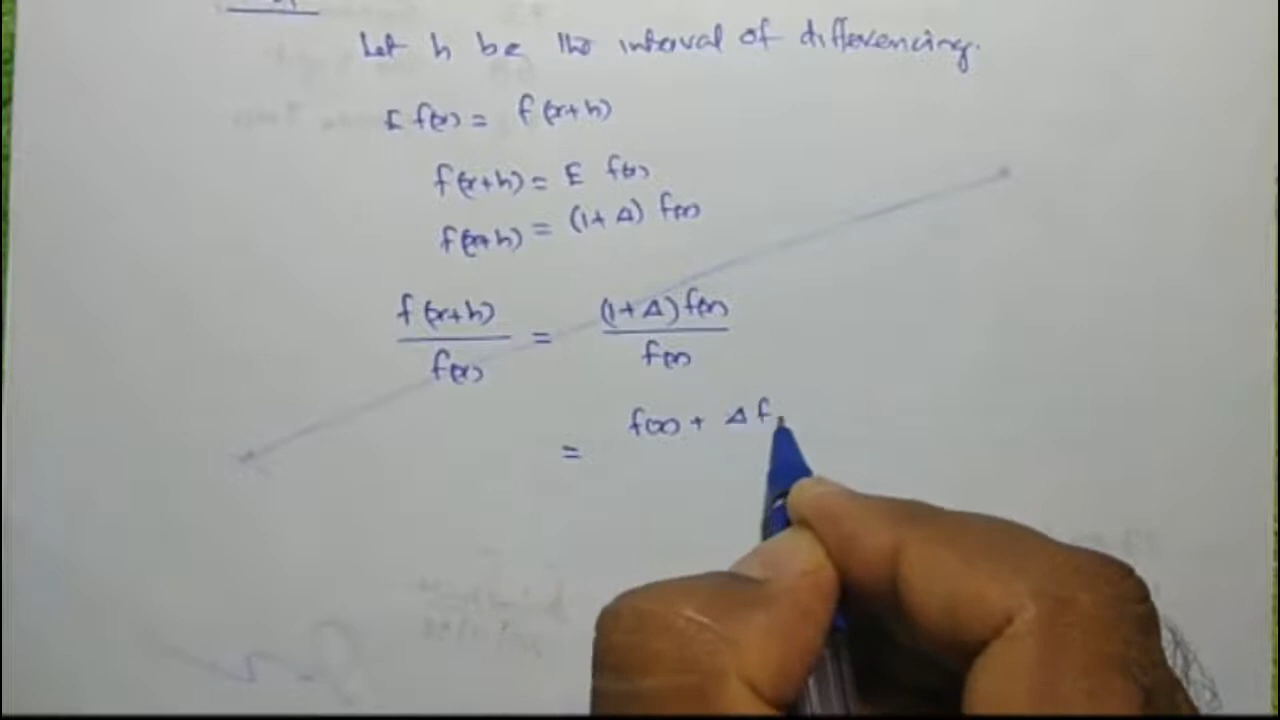 Let h be the interval of differencing.
E f(x) = f(x+h)
f(x+h) = E f(x)
f(x+h) = (1+Δ) f(x)
f(x+h) / f(x) = (1+Δ) f(x) / f(x)
= f(x) + Δ f